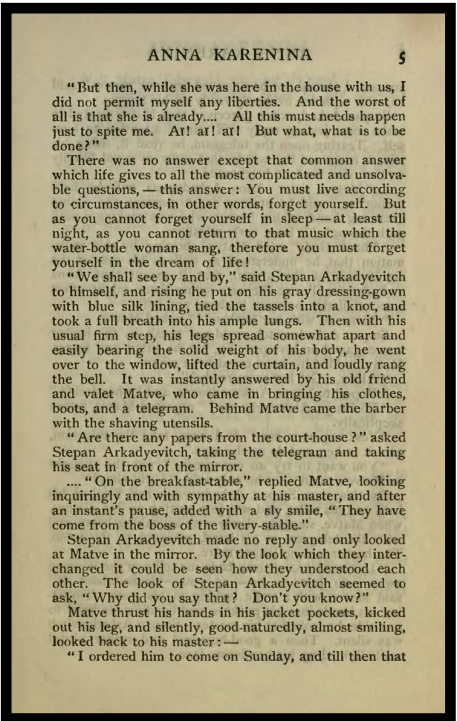 ANNA KARENINA 5
"But then, while she was here in the house with us, I
did not permit myself any liberties. And the worst of
all is that she is already.... All this must needs happen
just to spite me. Aï! aï! aï! But what, what is to be
done?"
There was no answer except that common answer
which life gives to all the most complicated and unsolva-
ble questions, — this answer: You must live according
to circumstances, in other words, forget yourself. But
as you cannot forget yourself in sleep — at least till
night, as you cannot return to that music which the
water-bottle woman sang, therefore you must forget
yourself in the dream of life!
"We shall see by and by," said Stepan Arkadyevitch
to himself, and rising he put on his gray dressing-gown
with blue silk lining, tied the tassels into a knot, and
took a full breath into his ample lungs. Then with his
usual firm step, his legs spread somewhat apart and
easily bearing the solid weight of his body, he went
over to the window, lifted the curtain, and loudly rang
the bell. It was instantly answered by his old friend
and valet Matve, who came in bringing his clothes,
boots, and a telegram. Behind Matve came the barber
with the shaving utensils.
"Are there any papers from the court-house?" asked
Stepan Arkadyevitch, taking the telegram and taking
his seat in front of the mirror.
.... "On the breakfast-table," replied Matve, looking
inquiringly and with sympathy at his master, and after
an instant's pause, added with a sly smile, "They have
come from the boss of the livery-stable."
Stepan Arkadyevitch made no reply and only looked
at Matve in the mirror. By the look which they inter-
changed it could be seen how they understood each
other. The look of Stepan Arkadyevitch seemed to
ask, "Why did you say that? Don't you know?"
Matve thrust his hands in his jacket pockets, kicked
out his leg, and silently, good-naturedly, almost smiling,
looked back to his master: —
"I ordered him to come on Sunday, and till then that